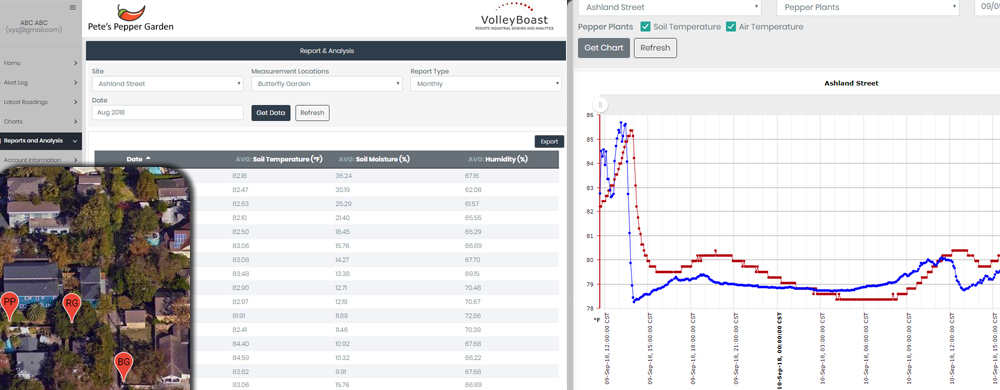 ABC ABC
(xyz@gmail.com)
Home
Alert Log
Latest Readings
Charts
Reports and Analysis
Account Information
Pete's Pepper Garden
VolleyBoast
REMOTE INDUSTRIAL SENSING AND ANALYTICS
Report & Analysis
Site
Measurement Locations
Report Type
Ashland Street
Butterfly Garden
Monthly
Date
Aug 2018
Get Data
Refresh
Export
Date AVG: Soil Temperature (°F) AVG: Soil Moisture (%) AVG: Humidity (%)
82.16 36.24 67.16
82.47 30.19 62.08
82.63 25.29 61.97
82.10 21.40 65.55
82.50 18.45 65.29
83.06 15.76 66.89
83.08 14.27 67.70
83.48 13.38 69.15
82.90 12.71 70.48
82.97 12.19 70.67
81.91 11.89 72.86
82.41 11.46 70.39
84.40 10.92 67.68
84.59 10.32 66.22
83.82 9.91 67.68
83.06 15.76 66.89
PP
RG
BG
Ashland Street
Pepper Plants
Pepper Plants Soil Temperature Air Temperature
Get Chart
Refresh
Ashland Street
86
85
84
83
82
81
80
79
78
°F
09-Sep-18, 12:00:00 CST
09-Sep-18, 15:00:00 CST
09-Sep-18, 18:00:00 CST
09-Sep-18, 21:00:00 CST
10-Sep-18, 00:00:00 CST
10-Sep-18, 03:00:00 CST
10-Sep-18, 06:00:00 CST
10-Sep-18, 09:00:00 CST
10-Sep-18, 12:00:00 CST
10-Sep-18, 15:00:00 CST